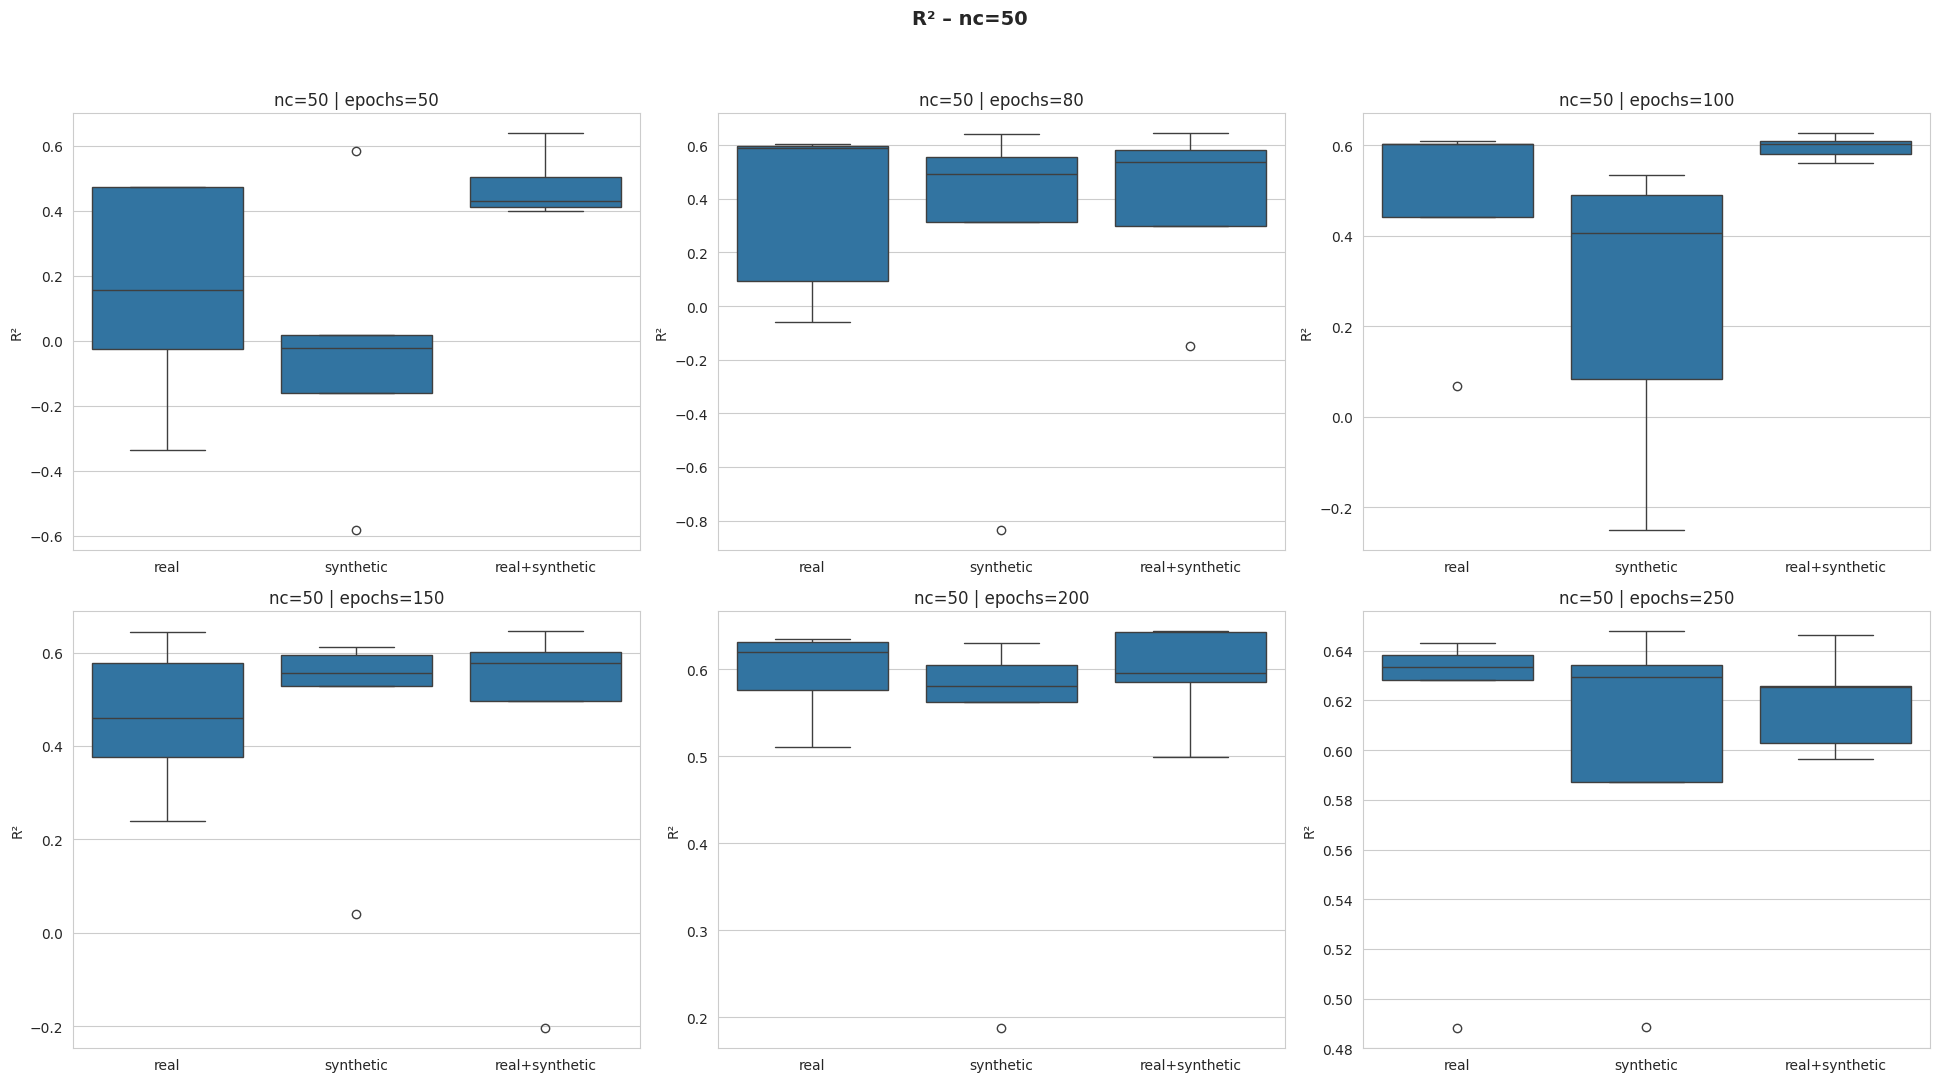 R² – nc=50
nc=50 | epochs=50
nc=50 | epochs=80
nc=50 | epochs=100
R²
0.6
0.4
0.2
0.0
−0.2
−0.4
−0.6
real
synthetic
real+synthetic
R²
0.6
0.4
0.2
0.0
−0.2
−0.4
−0.6
−0.8
real
synthetic
real+synthetic
R²
0.6
0.4
0.2
0.0
−0.2
real
synthetic
real+synthetic
nc=50 | epochs=150
nc=50 | epochs=200
nc=50 | epochs=250
R²
0.6
0.4
0.2
0.0
−0.2
real
synthetic
real+synthetic
R²
0.6
0.5
0.4
0.3
0.2
real
synthetic
real+synthetic
R²
0.64
0.62
0.60
0.58
0.56
0.54
0.52
0.50
0.48
real
synthetic
real+synthetic